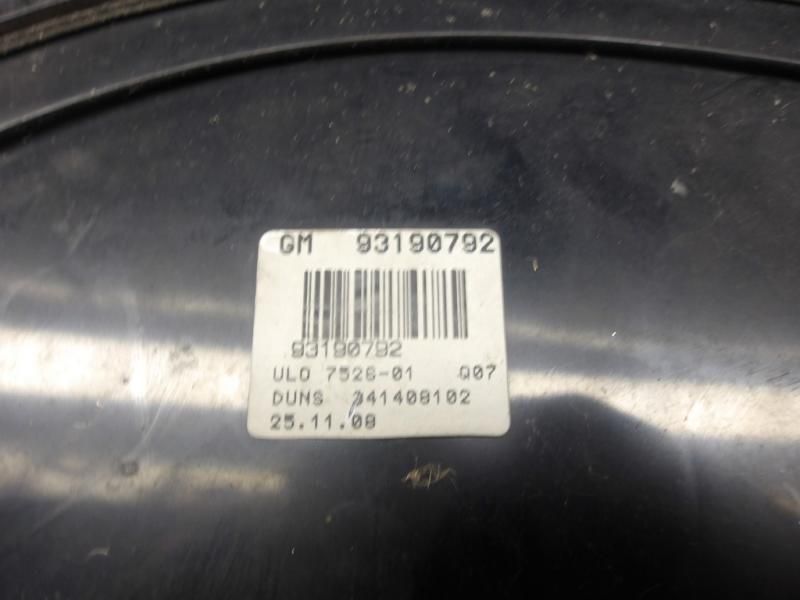 GM 93190792
93190792
ULO 7526-01 Q07
DUNS 341408102
25.11.08